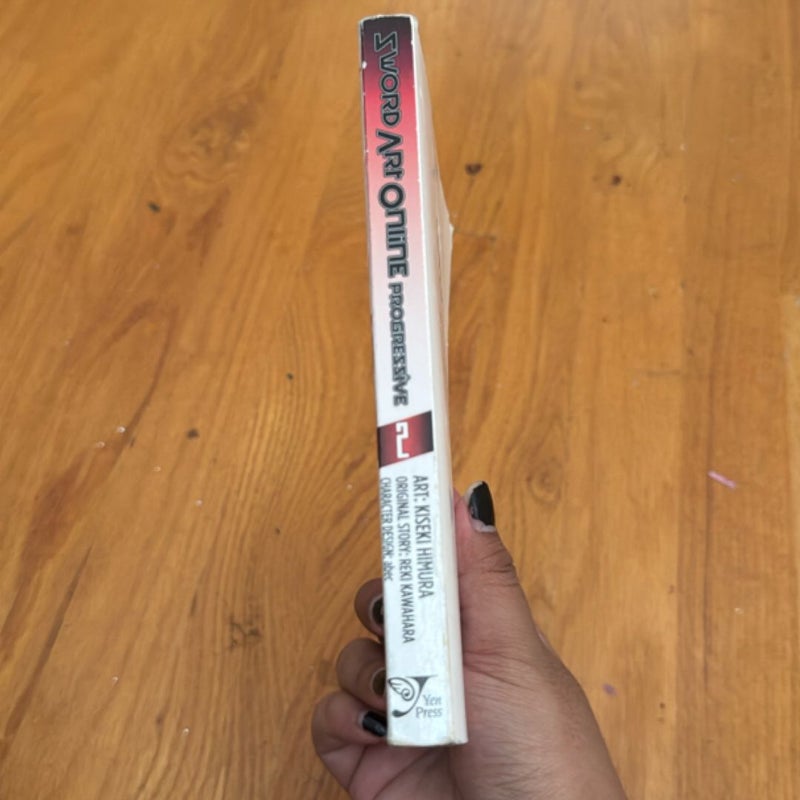 SWORD ART ONLINE PROGRESSIVE
2
ART: KISEKI HIMURA
ORIGINAL STORY: REKI KAWAHARA
CHARACTER DESIGN: abec
Yen
Press